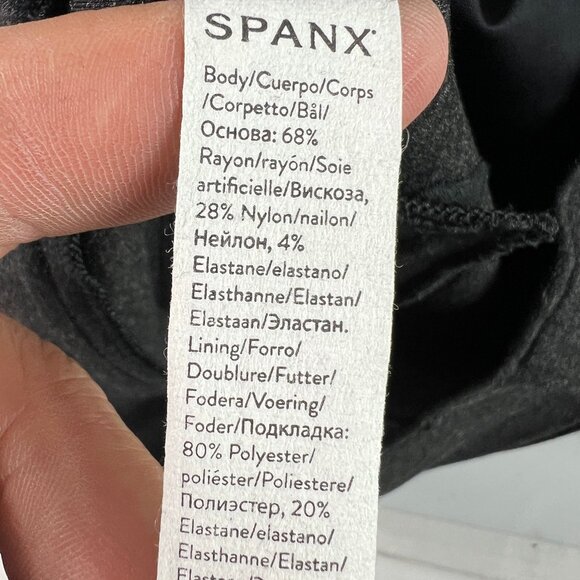 SPANX
Body/Cuerpo/Corps
/Corpetto/Bål/
Основа: 68%
Rayon/rayón/Soie
artificielle/Вискоза,
28% Nylon/nailon/
Нейлон, 4%
Elastane/elastano/
Elasthanne/Elastan/
Elastaan/Эластан.
Lining/Forro/
Doublure/Futter/
Fodera/Voering/
Foder/Подкладка:
80% Polyester/
poliéster/Poliestere/
Полиэстер, 20%
Elastane/elastano/
Elasthanne/Elastan/